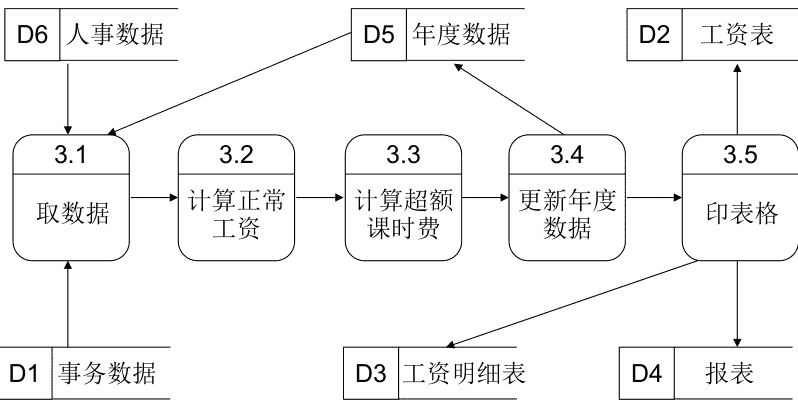 D6 人事数据
D5 年度数据
D2 工资表
3.1
取数据
3.2
计算正常
工资
3.3
计算超额
课时费
3.4
更新年度
数据
3.5
印表格
D1 事务数据
D3 工资明细表
D4 报表